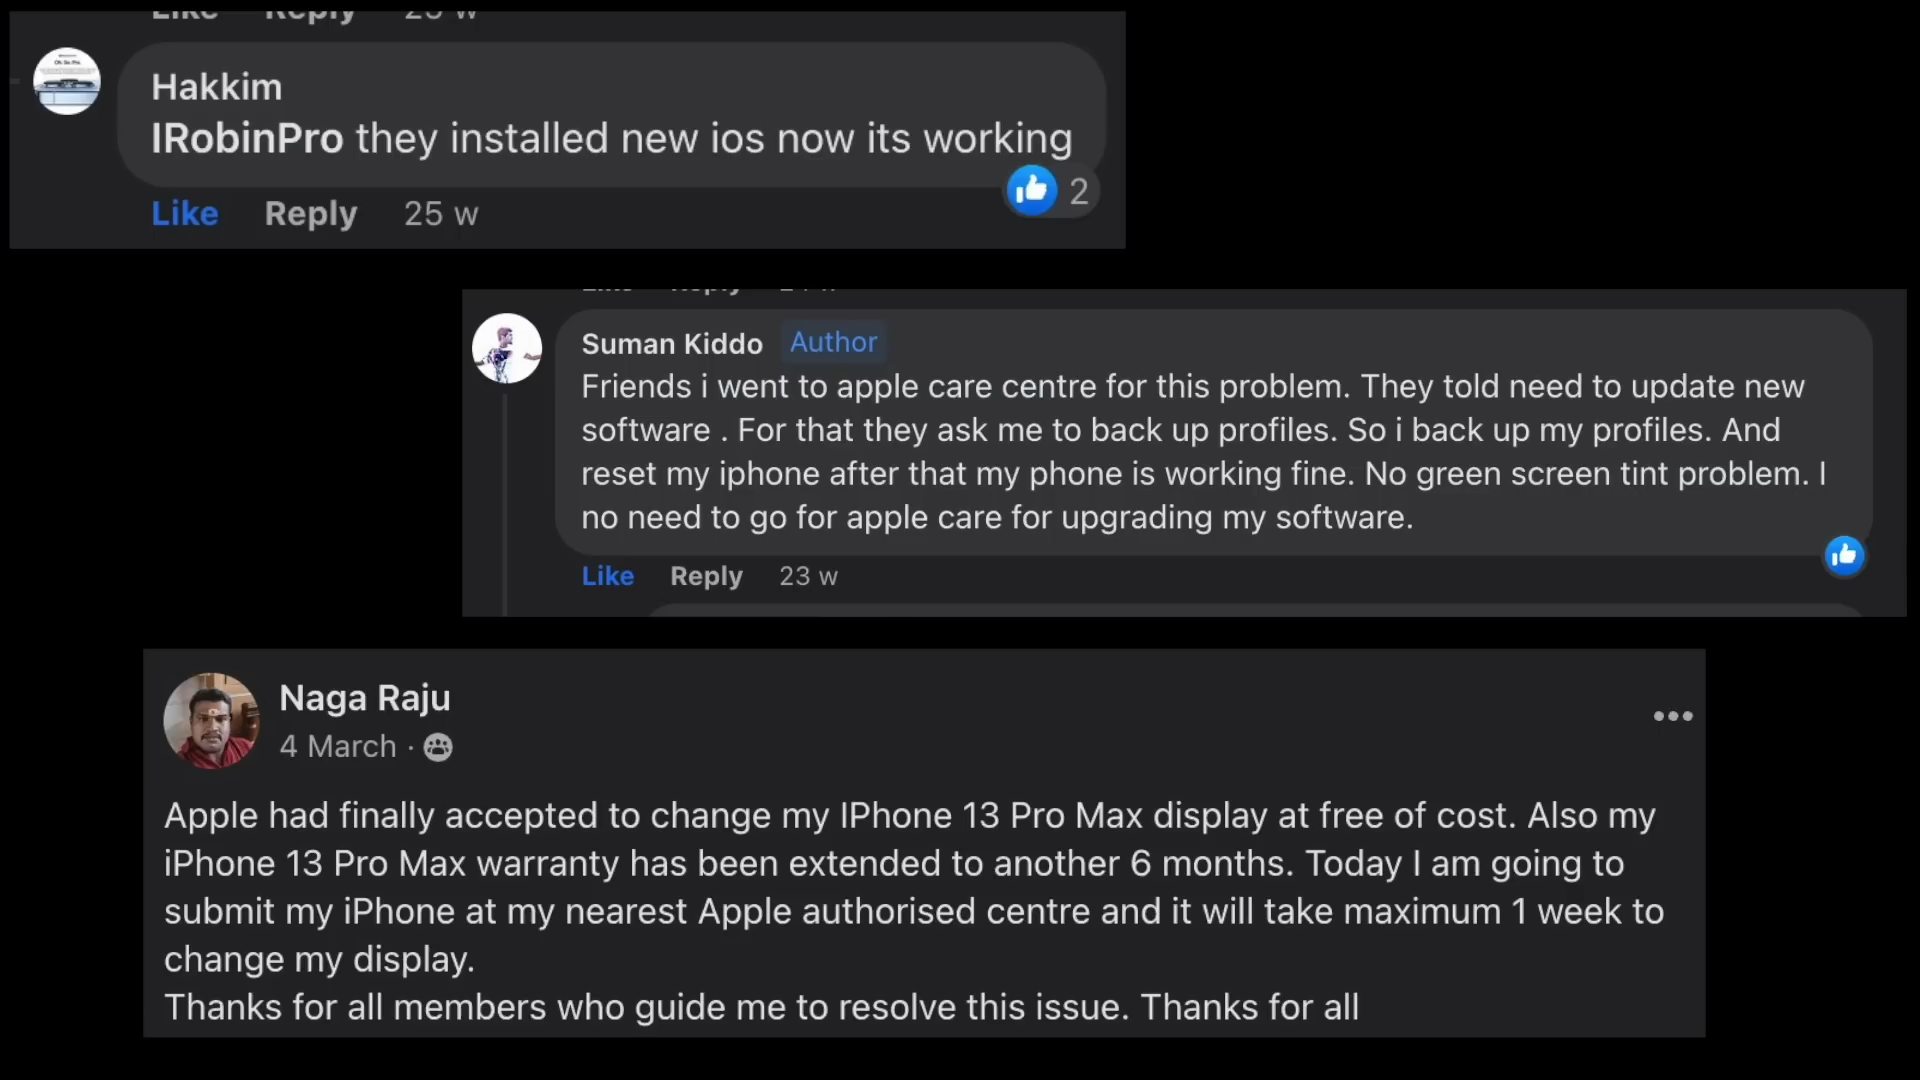 Like Reply 25 w
Hakkim
IRobinPro they installed new ios now its working
2
Like Reply 25 w
Suman Kiddo Author
Friends i went to apple care centre for this problem. They told need to update new
software . For that they ask me to back up profiles. So i back up my profiles. And
reset my iphone after that my phone is working fine. No green screen tint problem. I
no need to go for apple care for upgrading my software.
Like Reply 23 w
Naga Raju
4 March ·
Apple had finally accepted to change my IPhone 13 Pro Max display at free of cost. Also my
iPhone 13 Pro Max warranty has been extended to another 6 months. Today I am going to
submit my iPhone at my nearest Apple authorised centre and it will take maximum 1 week to
change my display.
Thanks for all members who guide me to resolve this issue. Thanks for all